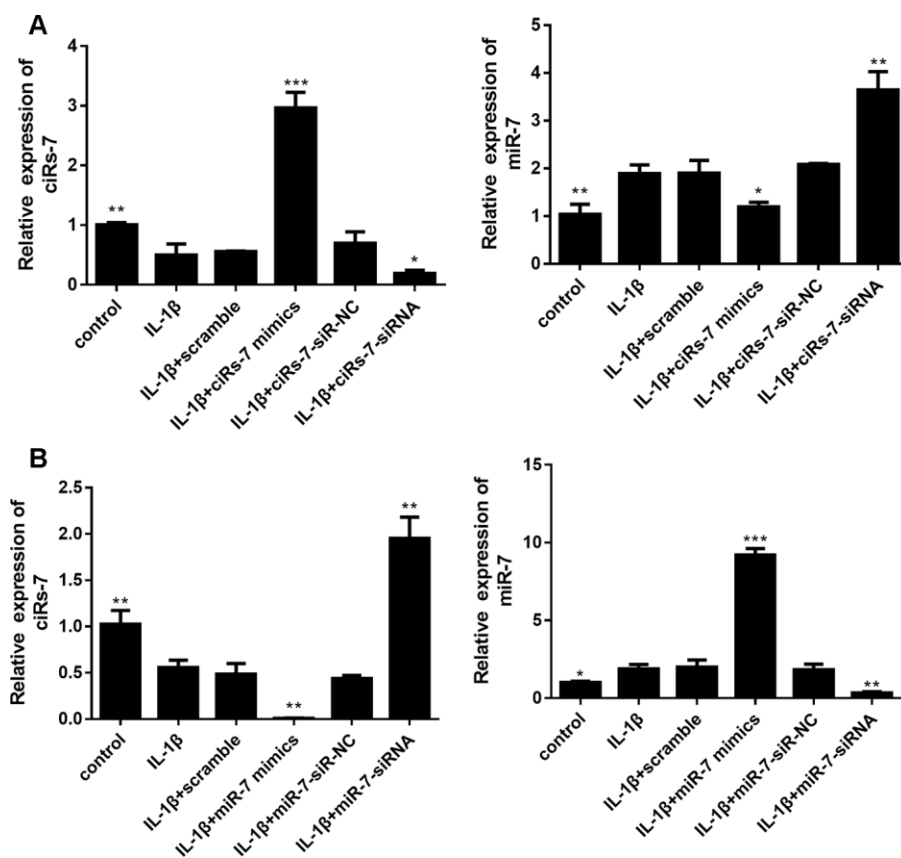 A
Relative expression of
ciRs-7
4
3
2
1
0
**
***
*
control
IL-1β
IL-1β+scramble
IL-1β+ciRs-7 mimics
IL-1β+ciRs-7-siR-NC
IL-1β+ciRs-7-siRNA
Relative expression of
miR-7
5
4
3
2
1
0
**
*
**
control
IL-1β
IL-1β+scramble
IL-1β+ciRs-7 mimics
IL-1β+ciRs-7-siR-NC
IL-1β+ciRs-7-siRNA
B
Relative expression of
ciRs-7
2.5
2.0
1.5
1.0
0.5
0.0
**
**
**
control
IL-1β
IL-1β+scramble
IL-1β+miR-7 mimics
IL-1β+miR-7-siR-NC
IL-1β+miR-7-siRNA
Relative expression of
miR-7
15
10
5
0
*
***
**
control
IL-1β
IL-1β+scramble
IL-1β+miR-7 mimics
IL-1β+miR-7-siR-NC
IL-1β+miR-7-siRNA